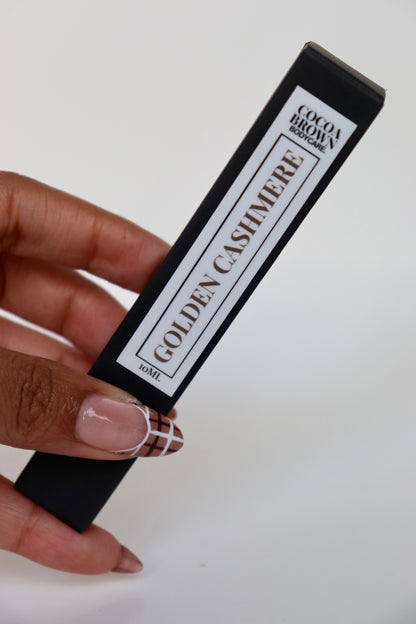 COCOA
BROWN
BODYCARE.
GOLDEN CASHMERE
10ML